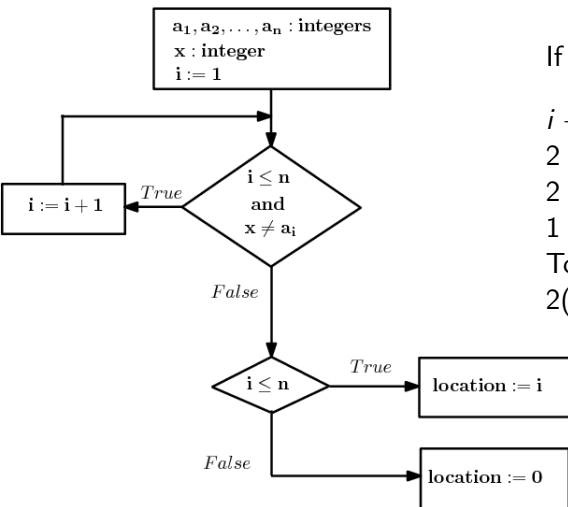 a₁, a₂, …, aₙ : integers
x : integer
i := 1
i ≤ n
and
x ≠ aᵢ
True
i := i + 1
False
i ≤ n
True
location := i
False
location := 0
If
i -
2
2
1
To
2(